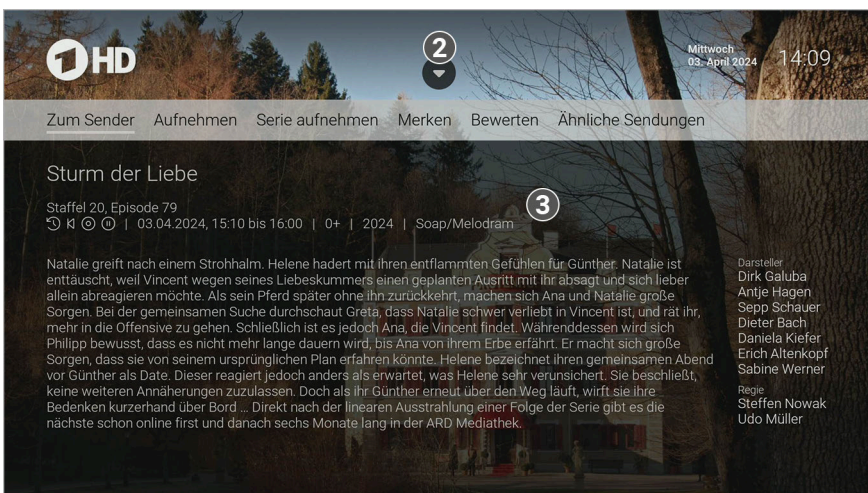 1 HD
2
Mittwoch
03. April 2024
14:09
Zum Sender Aufnehmen Serie aufnehmen Merken Bewerten Ähnliche Sendungen
Sturm der Liebe
3
Staffel 20, Episode 79
| 03.04.2024, 15:10 bis 16:00 | 0+ | 2024 | Soap/Melodram
Natalie greift nach einem Strohhalm. Helene hadert mit ihren entflammten Gefühlen für Günther. Natalie ist
enttäuscht, weil Vincent wegen seines Liebeskummers einen geplanten Ausritt mit ihr absagt und sich lieber
allein abreagieren möchte. Als sein Pferd später ohne ihn zurückkehrt, machen sich Ana und Natalie große
Sorgen. Bei der gemeinsamen Suche durchschaut Greta, dass Natalie schwer verliebt in Vincent ist, und rät ihr,
mehr in die Offensive zu gehen. Schließlich ist es jedoch Ana, die Vincent findet. Währenddessen wird sich
Philipp bewusst, dass es nicht mehr lange dauern wird, bis Ana von ihrem Erbe erfährt. Er macht sich große
Sorgen, dass sie von seinem ursprünglichen Plan erfahren könnte. Helene bezeichnet ihren gemeinsamen Abend
vor Günther als Date. Dieser reagiert jedoch anders als erwartet, was Helene sehr verunsichert. Sie beschließt,
keine weiteren Annäherungen zuzulassen. Doch als ihr Günther erneut über den Weg läuft, wirft sie ihre
Bedenken kurzerhand über Bord ... Direkt nach der linearen Ausstrahlung einer Folge der Serie gibt es die
nächste schon online first und danach sechs Monate lang in der ARD Mediathek.
Darsteller
Dirk Galuba
Antje Hagen
Sepp Schauer
Dieter Bach
Daniela Kiefer
Erich Altenkopf
Sabine Werner
Regie
Steffen Nowak
Udo Müller